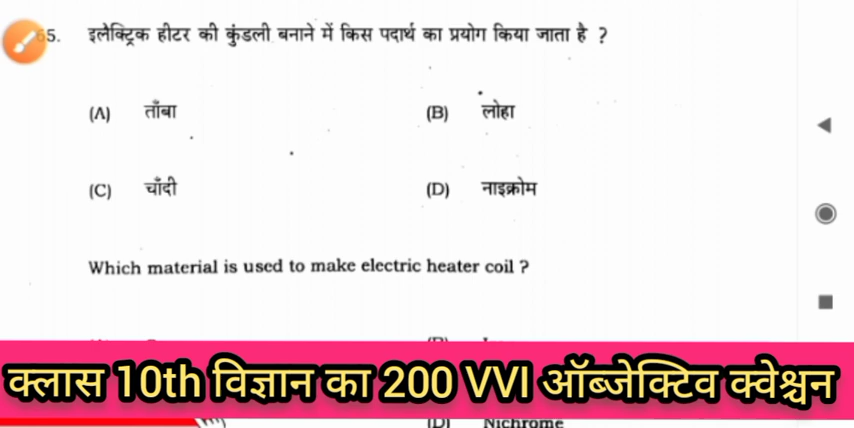 65. इलैक्ट्रिक हीटर की कुंडली बनाने में किस पदार्थ का प्रयोग किया जाता है ?
(A) ताँबा (B) लोहा
(C) चाँदी (D) नाइक्रोम
Which material is used to make electric heater coil ?
क्लास 10th विज्ञान का 200 VVI ऑब्जेक्टिव क्वेश्चन
(D) Nichrome